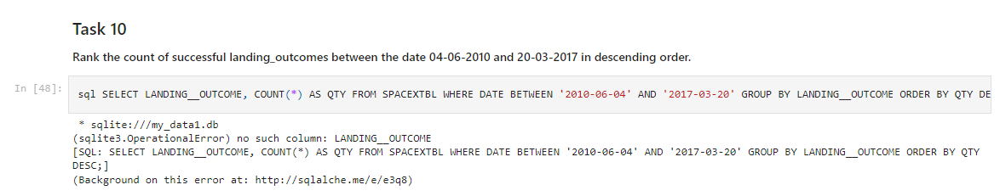 Task 10
Rank the count of successful landing_outcomes between the date 04-06-2010 and 20-03-2017 in descending order.
In [48]:
sql SELECT LANDING__OUTCOME, COUNT(*) AS QTY FROM SPACEXTBL WHERE DATE BETWEEN '2010-06-04' AND '2017-03-20' GROUP BY LANDING__OUTCOME ORDER BY QTY DE
* sqlite:///my_data1.db
(sqlite3.OperationalError) no such column: LANDING__OUTCOME
[SQL: SELECT LANDING__OUTCOME, COUNT(*) AS QTY FROM SPACEXTBL WHERE DATE BETWEEN '2010-06-04' AND '2017-03-20' GROUP BY LANDING__OUTCOME ORDER BY QTY
DESC;]
(Background on this error at: http://sqlalche.me/e/e3q8)